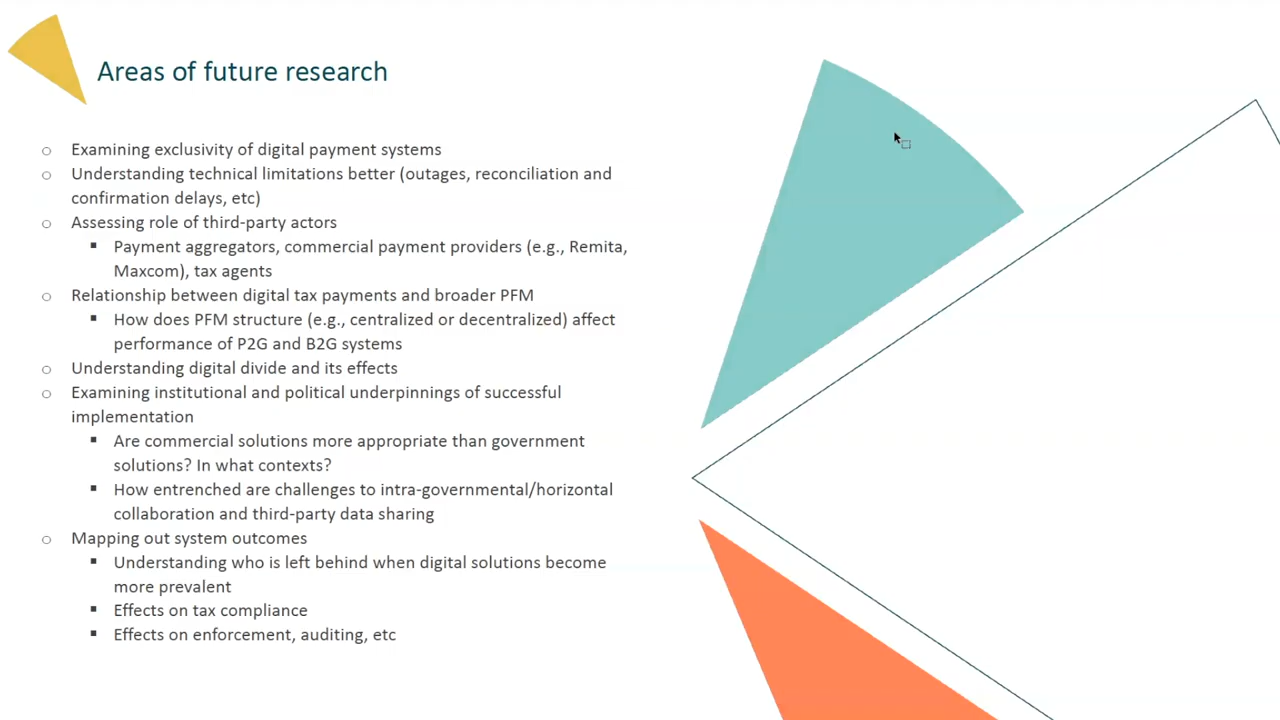 Areas of future research
○ Examining exclusivity of digital payment systems
○ Understanding technical limitations better (outages, reconciliation and
confirmation delays, etc)
○ Assessing role of third-party actors
▪ Payment aggregators, commercial payment providers (e.g., Remita,
Maxcom), tax agents
○ Relationship between digital tax payments and broader PFM
▪ How does PFM structure (e.g., centralized or decentralized) affect
performance of P2G and B2G systems
○ Understanding digital divide and its effects
○ Examining institutional and political underpinnings of successful
implementation
▪ Are commercial solutions more appropriate than government
solutions? In what contexts?
▪ How entrenched are challenges to intra-governmental/horizontal
collaboration and third-party data sharing
○ Mapping out system outcomes
▪ Understanding who is left behind when digital solutions become
more prevalent
▪ Effects on tax compliance
▪ Effects on enforcement, auditing, etc